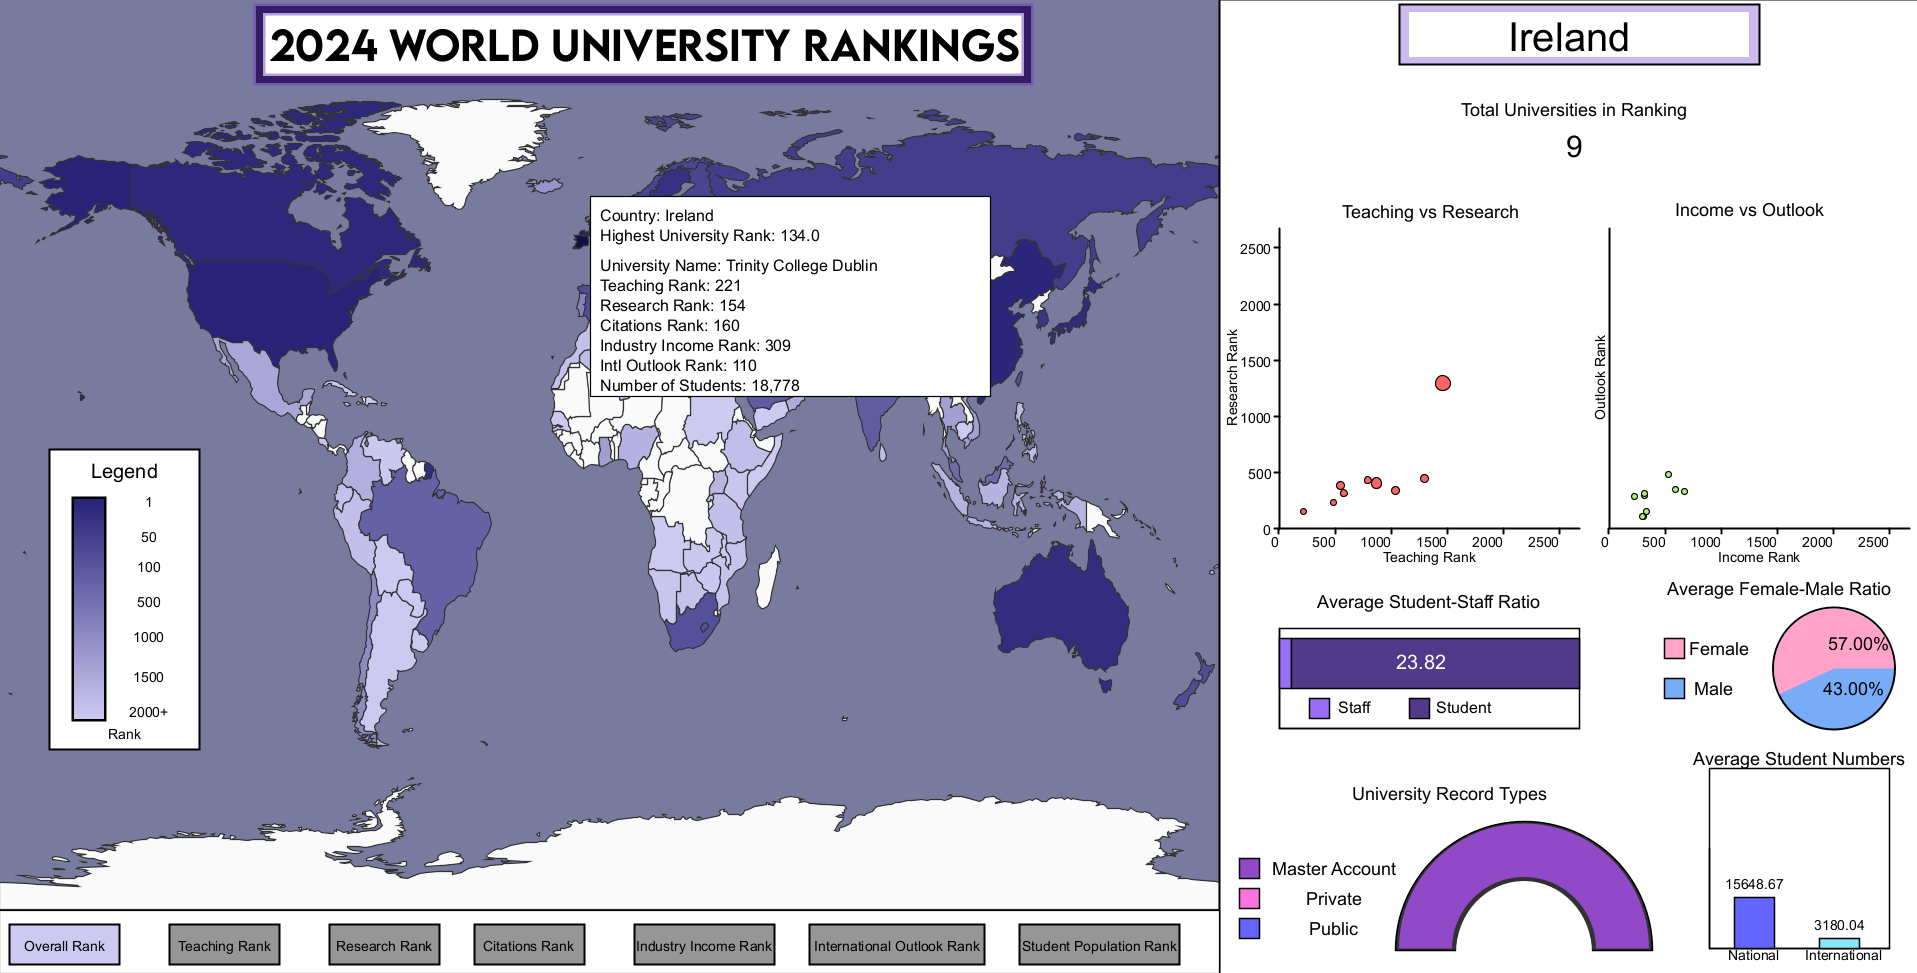 2024 WORLD UNIVERSITY RANKINGS
Country: Ireland
Highest University Rank: 134.0
University Name: Trinity College Dublin
Teaching Rank: 221
Research Rank: 154
Citations Rank: 160
Industry Income Rank: 309
Intl Outlook Rank: 110
Number of Students: 18,778
Legend
1
50
100
500
1000
1500
2000+
Rank
Overall Rank
Teaching Rank
Research Rank
Citations Rank
Industry Income Rank
International Outlook Rank
Student Population Rank
Ireland
Total Universities in Ranking
9
Teaching vs Research
2500
2000
1500
1000
500
0
Research Rank
0 500 1000 1500 2000 2500
Teaching Rank
Income vs Outlook
Outlook Rank
0 500 1000 1500 2000 2500
Income Rank
Average Student-Staff Ratio
23.82
Staff
Student
Average Female-Male Ratio
Female
Male
57.00%
43.00%
University Record Types
Master Account
Private
Public
Average Student Numbers
15648.67
3180.04
National
International